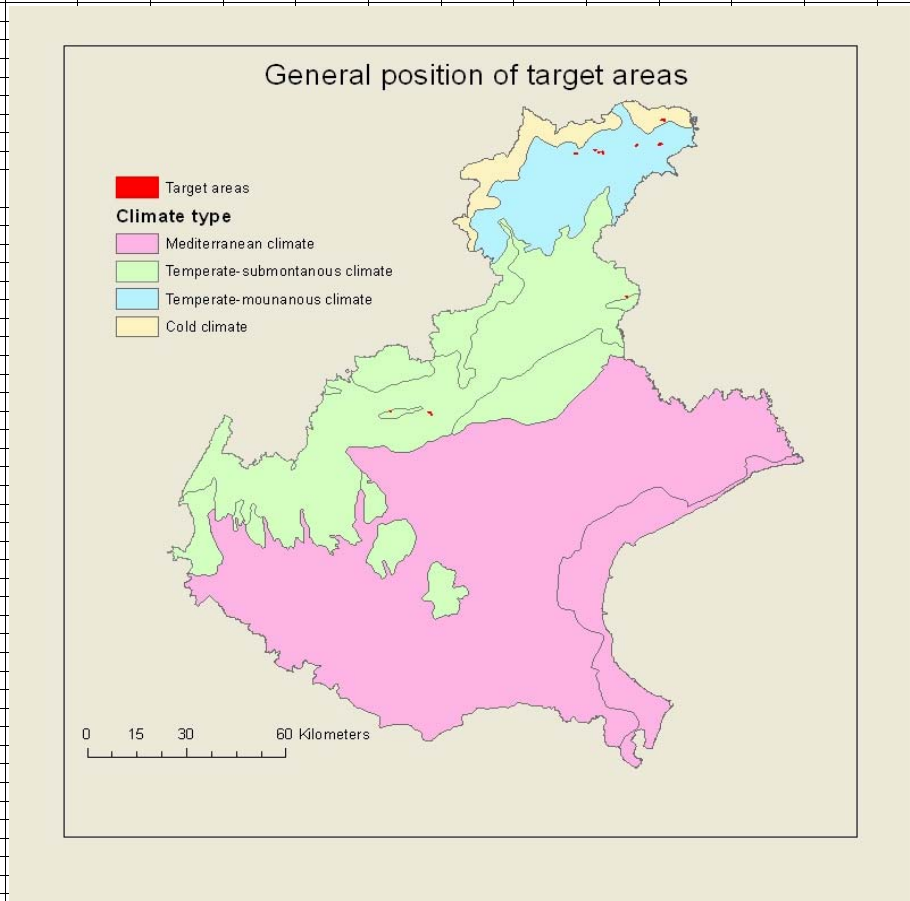 General position of target areas
Target areas
Climate type
Mediterranean climate
Temperate-submontanous climate
Temperate-mounanous climate
Cold climate
0 15 30 60 Kilometers